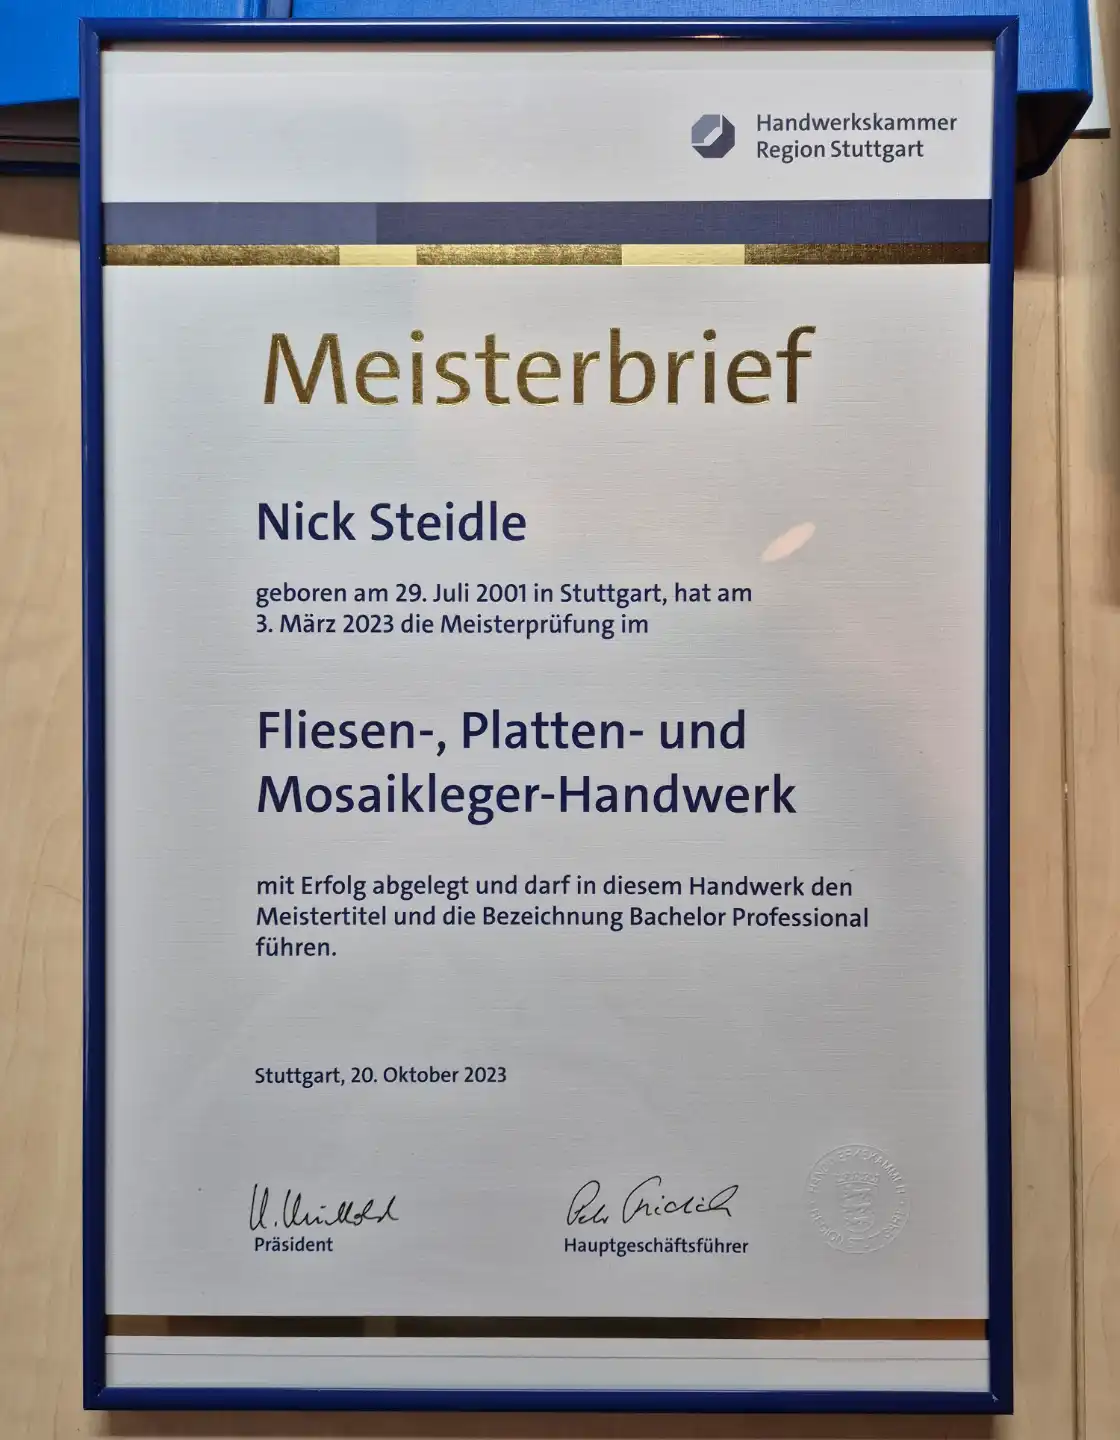 Handwerkskammer
Region Stuttgart
Meisterbrief
Nick Steidle
geboren am 29. Juli 2001 in Stuttgart, hat am
3. März 2023 die Meisterprüfung im
Fliesen-, Platten- und
Mosaikleger-Handwerk
mit Erfolg abgelegt und darf in diesem Handwerk den
Meistertitel und die Bezeichnung Bachelor Professional
führen.
Stuttgart, 20. Oktober 2023
Präsident
Hauptgeschäftsführer